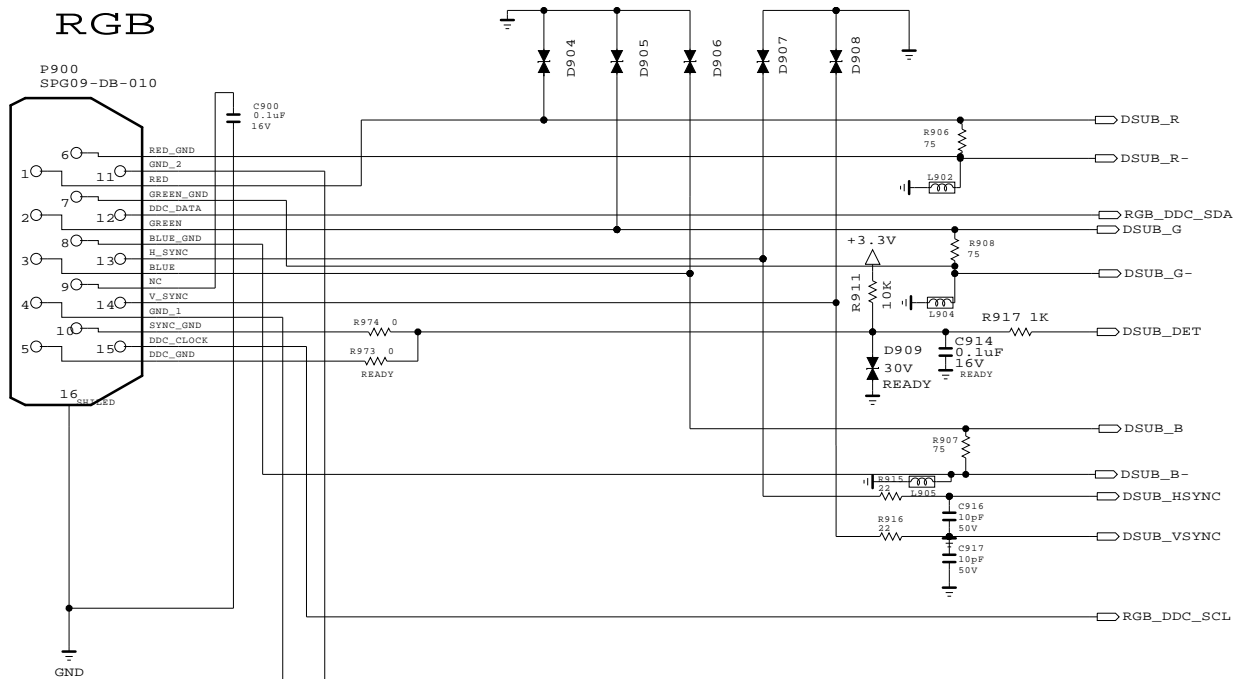 RGB
P900
SPG09-DB-010
C900
0.1uF
16V
D904
D905
D906
D907
D908
6
RED_GND
1
11
GND_2
RED
7
GREEN_GND
2
12
DDC_DATA
GREEN
8
BLUE_GND
3
13
H_SYNC
BLUE
9
NC
4
14
V_SYNC
GND_1
10
SYNC_GND
5
15
DDC_CLOCK
DDC_GND
16
SHILED
GND
R974 0
R973 0
READY
DSUB_R
R906
75
DSUB_R-
L902
RGB_DDC_SDA
DSUB_G
R908
75
+3.3V
DSUB_G-
R911
10K
L904
R917 1K
DSUB_DET
D909
30V
READY
C914
0.1uF
16V
READY
DSUB_B
R907
75
DSUB_B-
R915
22
L905
DSUB_HSYNC
C916
10pF
50V
R916
22
DSUB_VSYNC
C917
10pF
50V
RGB_DDC_SCL